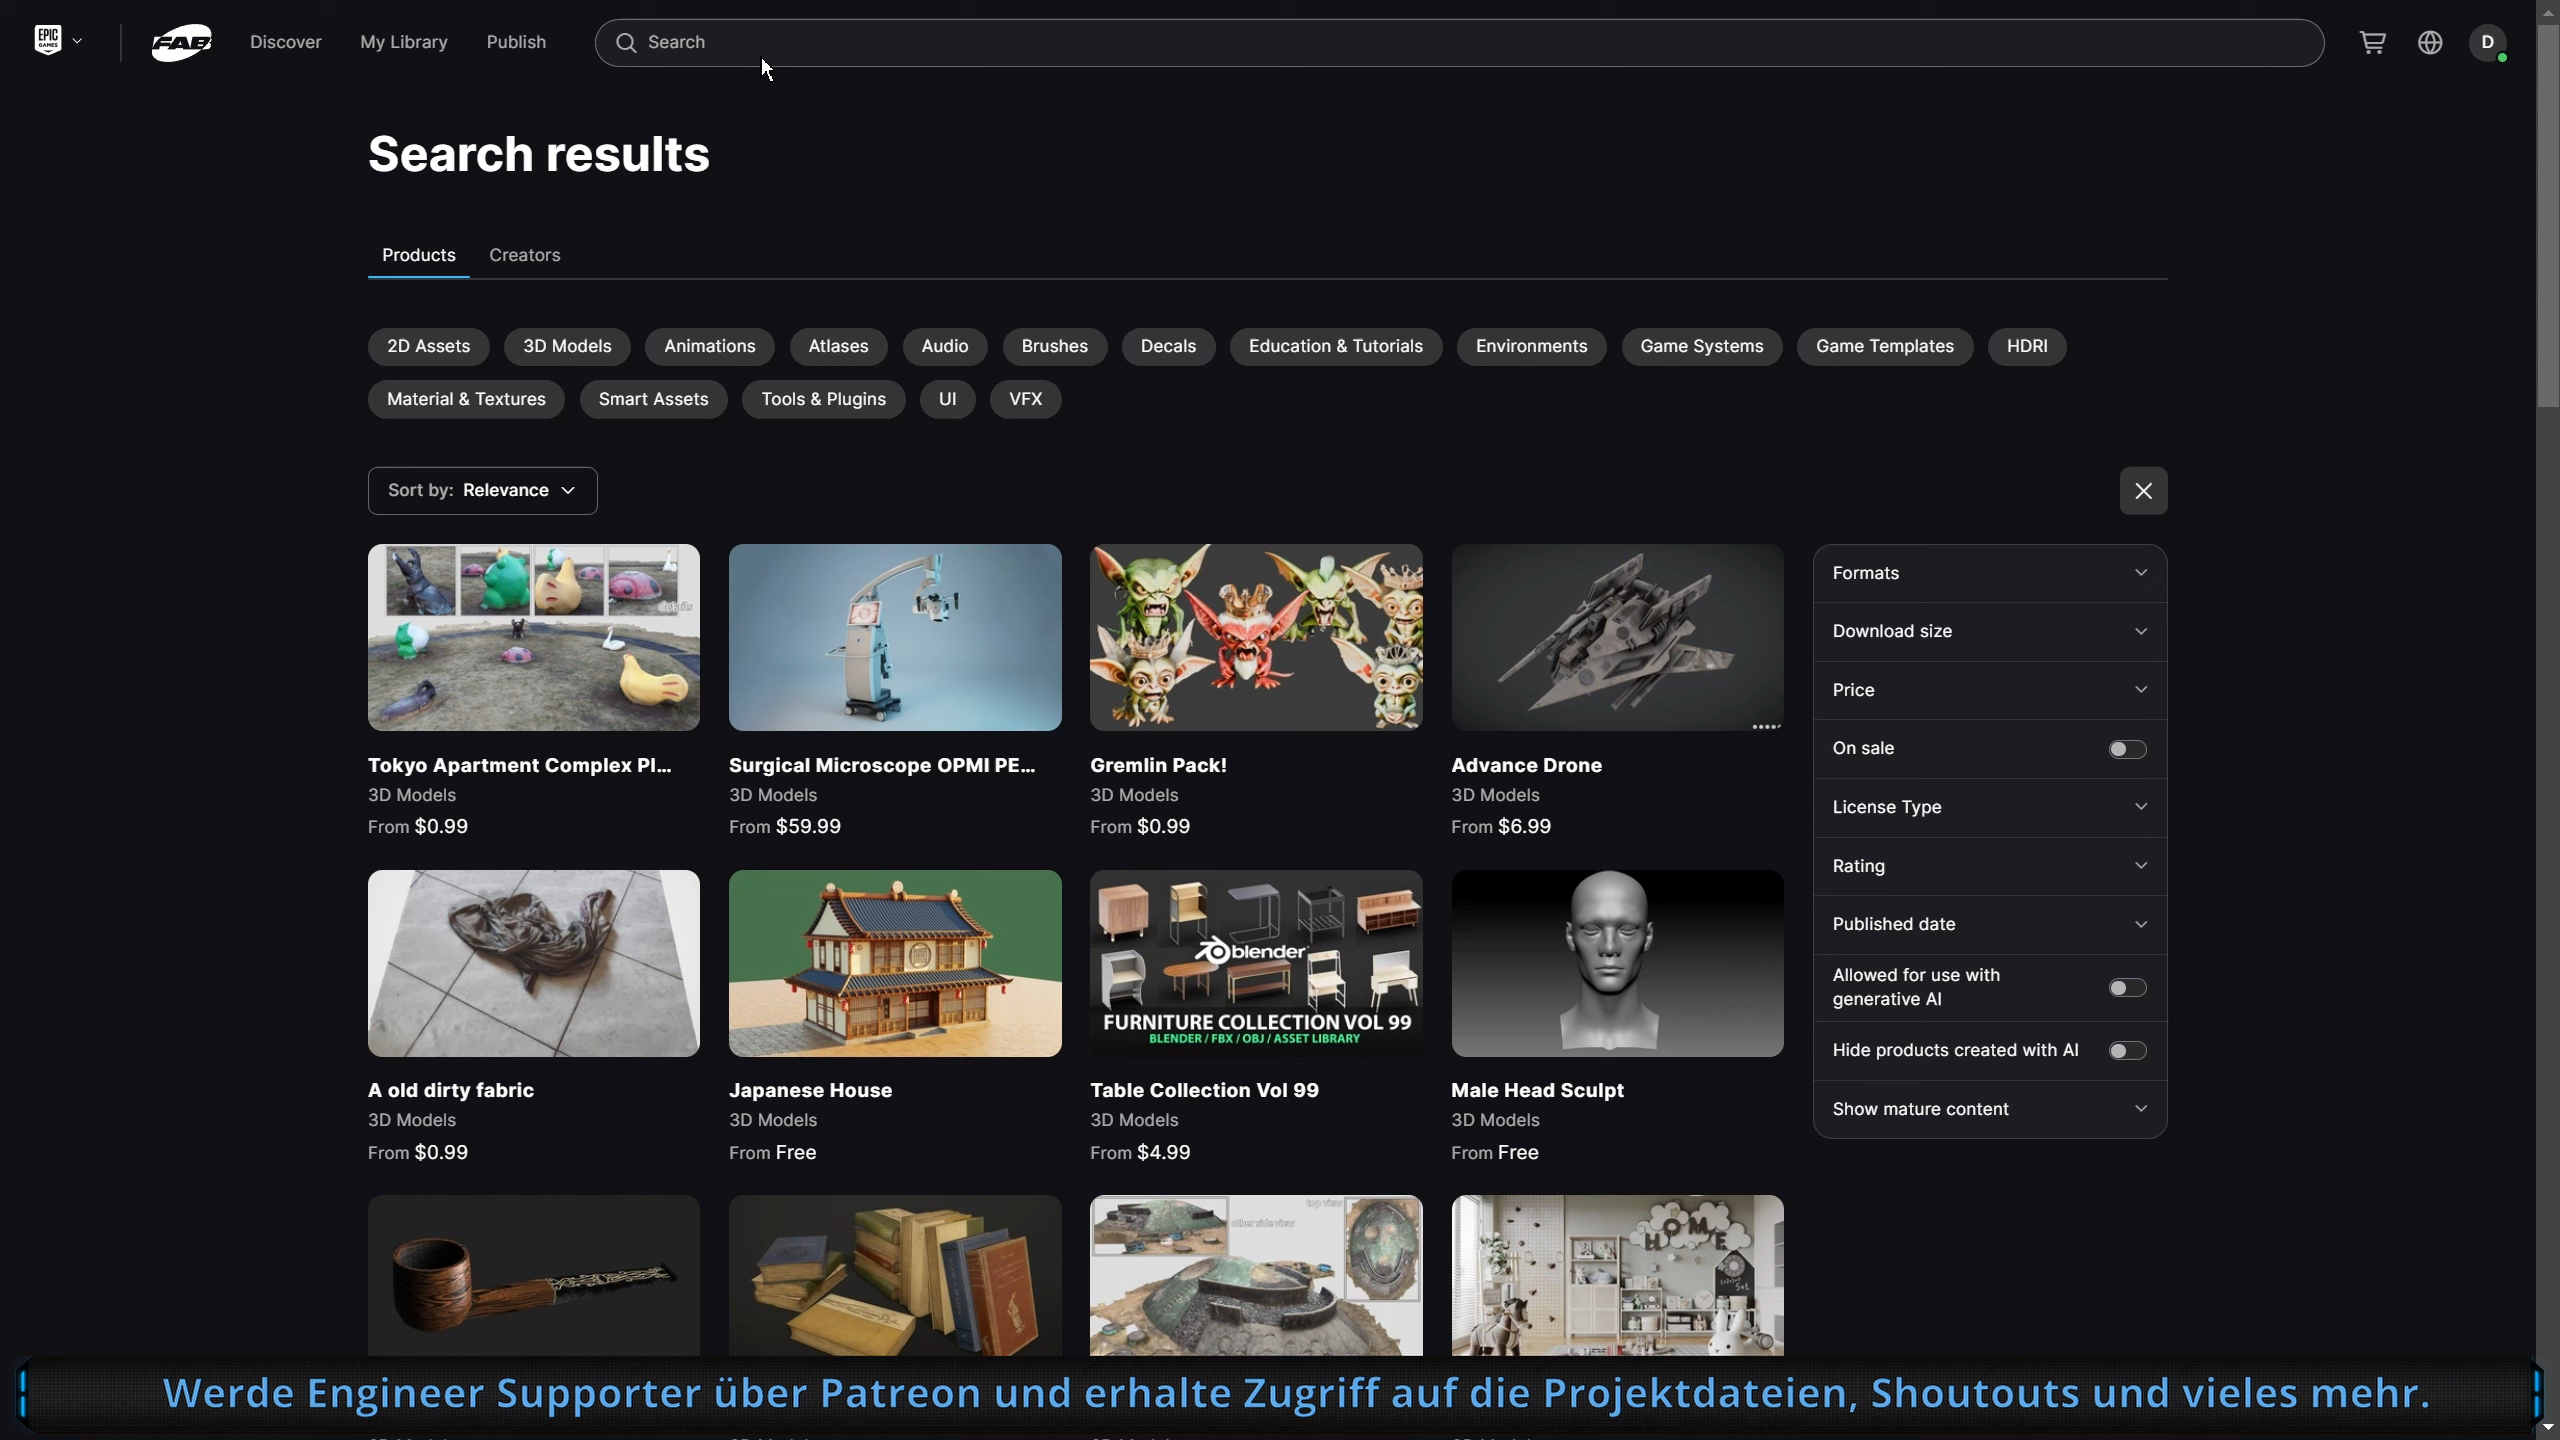 EPIC GAMES
FAB
Discover
My Library
Publish
Search
D
Search results
Products
Creators
2D Assets
3D Models
Animations
Atlases
Audio
Brushes
Decals
Education & Tutorials
Environments
Game Systems
Game Templates
HDRI
Material & Textures
Smart Assets
Tools & Plugins
UI
VFX
Sort by: Relevance
details
Tokyo Apartment Complex Pl...
3D Models
From $0.99
Surgical Microscope OPMI PE...
3D Models
From $59.99
Gremlin Pack!
3D Models
From $0.99
Advance Drone
3D Models
From $6.99
Formats
Download size
Price
On sale
License Type
Rating
Published date
Allowed for use with
generative AI
Hide products created with AI
Show mature content
blender
FURNITURE COLLECTION VOL 99
BLENDER / FBX / OBJ / ASSET LIBRARY
A old dirty fabric
3D Models
From $0.99
Japanese House
3D Models
From Free
Table Collection Vol 99
3D Models
From $4.99
Male Head Sculpt
3D Models
From Free
top view
other side view
HOME
Werde Engineer Supporter über Patreon und erhalte Zugriff auf die Projektdateien, Shoutouts und vieles mehr.